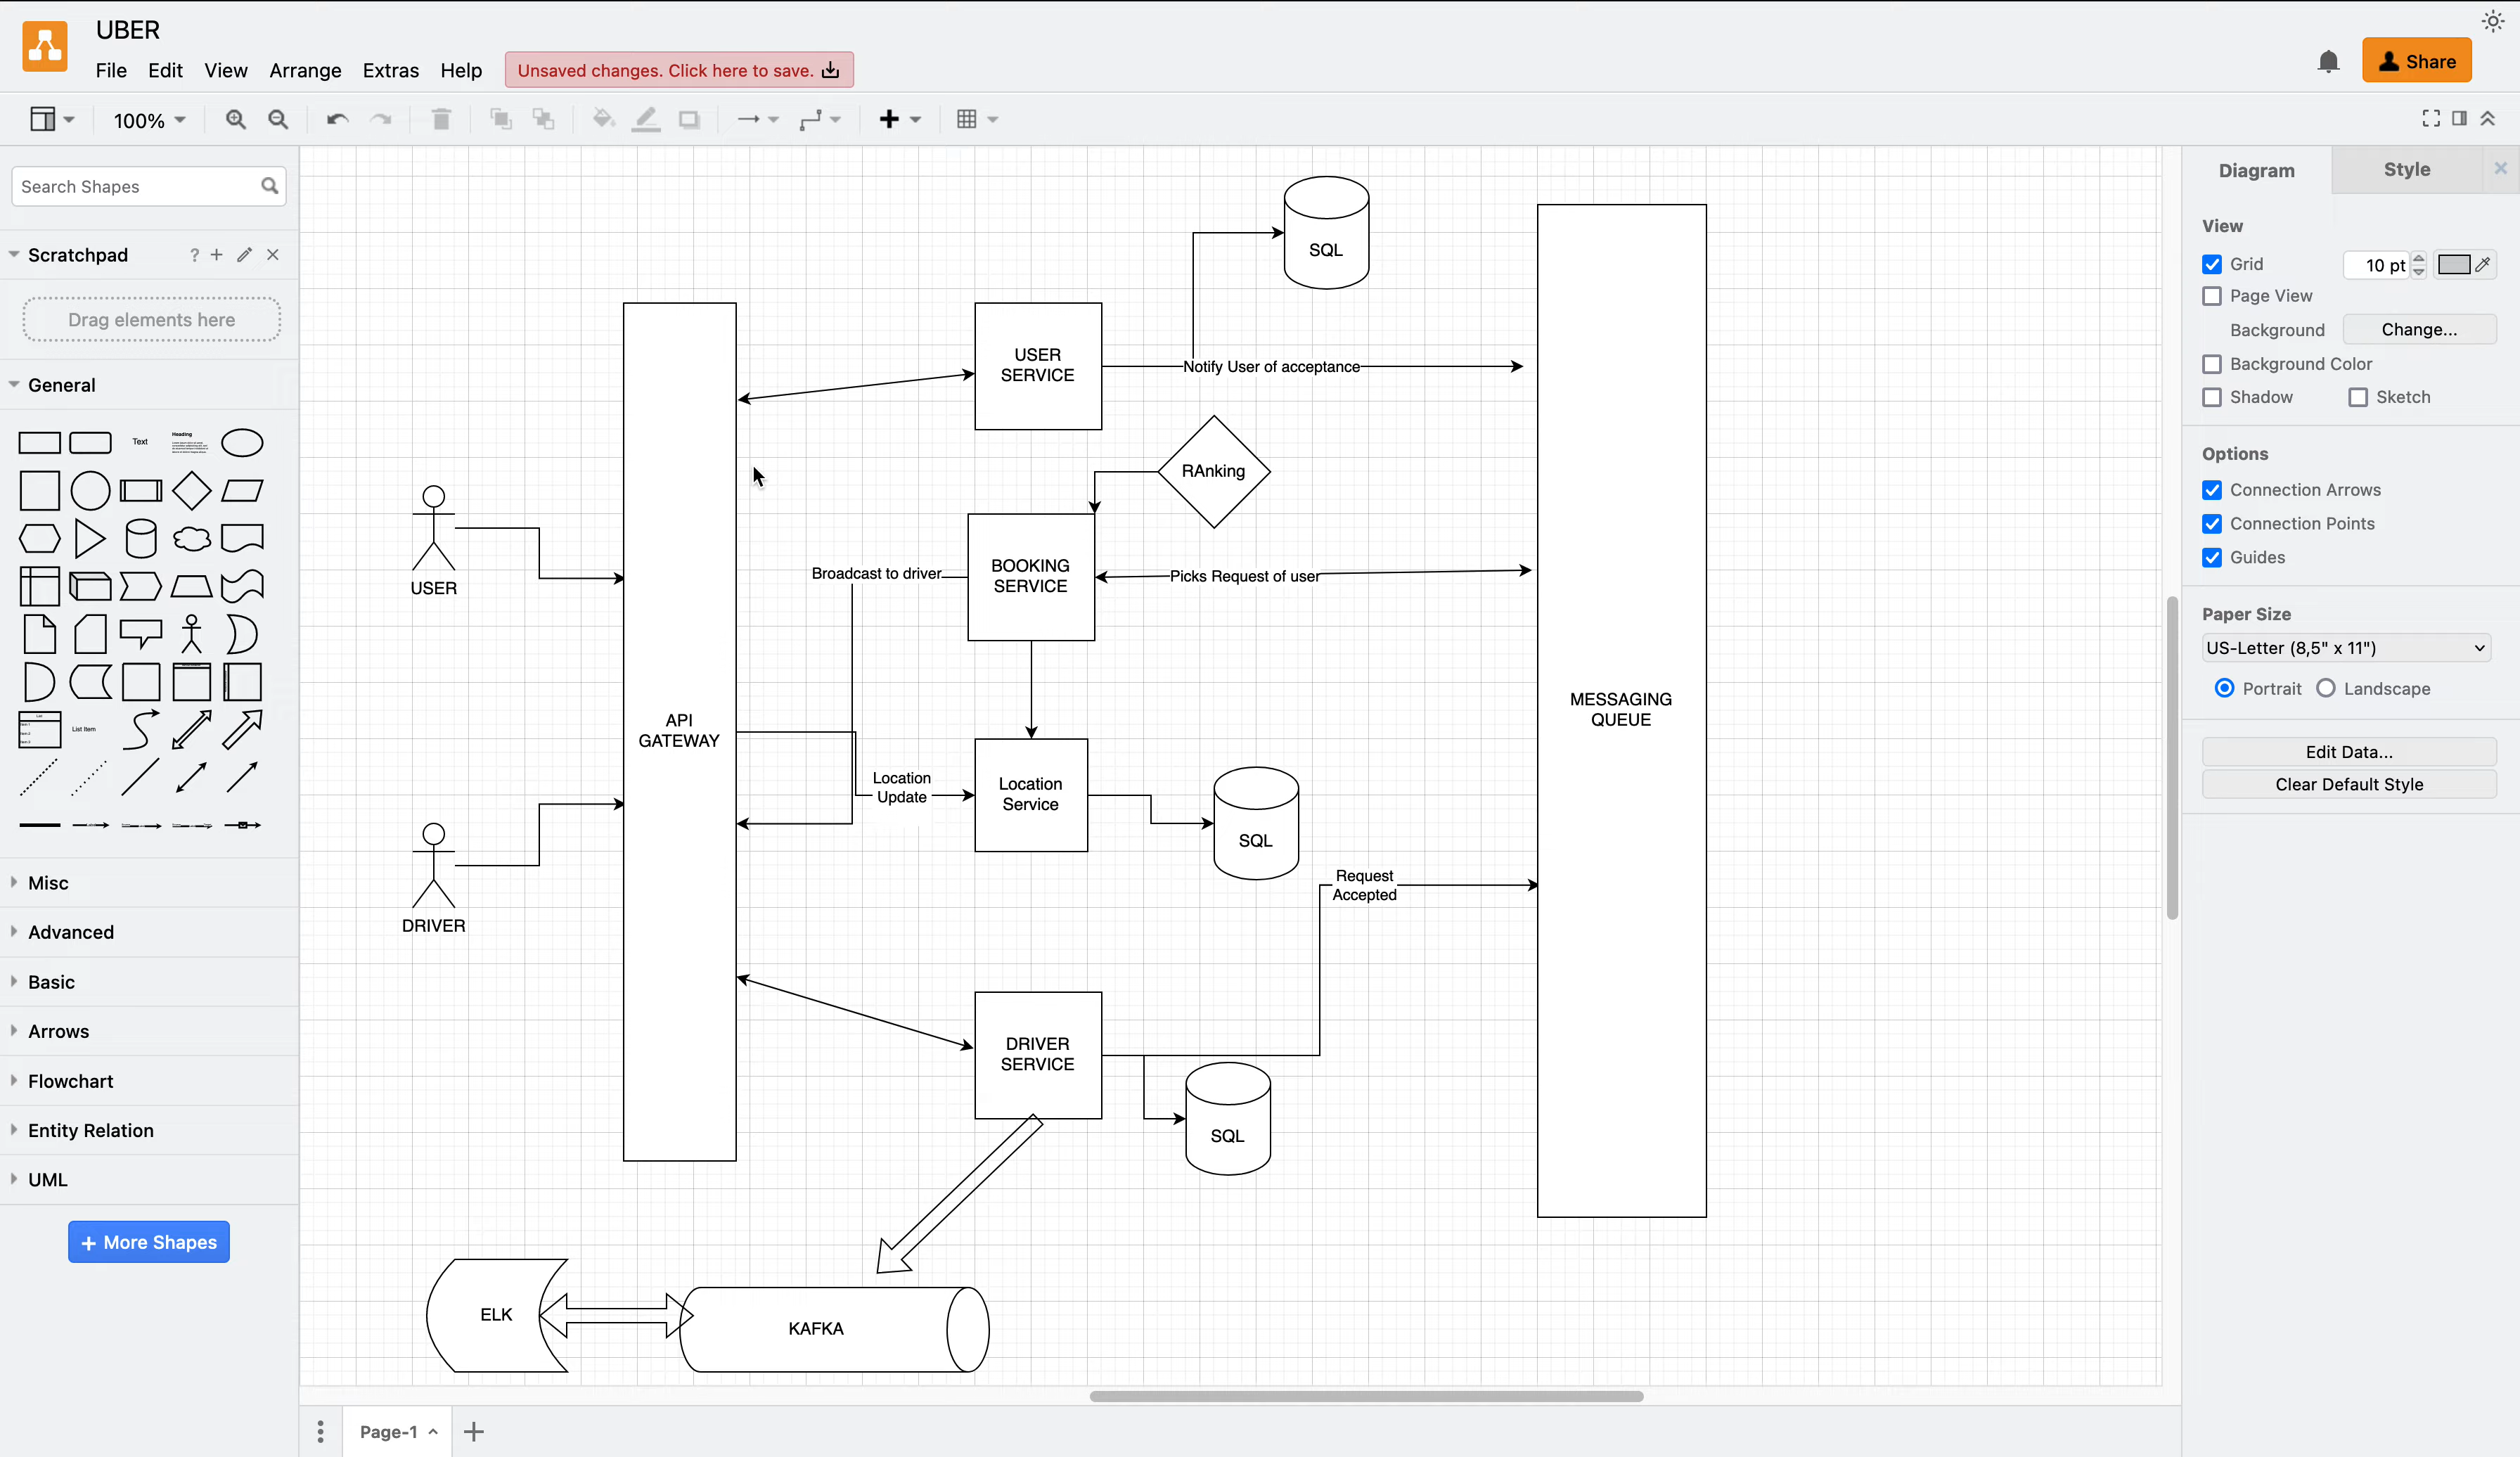 UBER
File Edit View Arrange Extras Help
Unsaved changes. Click here to save.
Share
100%
Search Shapes
Scratchpad
?
Drag elements here
General
Text
Heading
List Item
Misc
Advanced
Basic
Arrows
Flowchart
Entity Relation
UML
+ More Shapes
SQL
USER
SERVICE
Notify User of acceptance
RAnking
USER
Broadcast to driver
BOOKING
SERVICE
Picks Request of user
API
GATEWAY
MESSAGING
QUEUE
Location
Update
Location
Service
SQL
DRIVER
Request
Accepted
DRIVER
SERVICE
SQL
ELK
KAFKA
Page-1
Diagram
Style
View
Grid
10 pt
Page View
Background
Change...
Background Color
Shadow
Sketch
Options
Connection Arrows
Connection Points
Guides
Paper Size
US-Letter (8,5" x 11")
Portrait
Landscape
Edit Data...
Clear Default Style